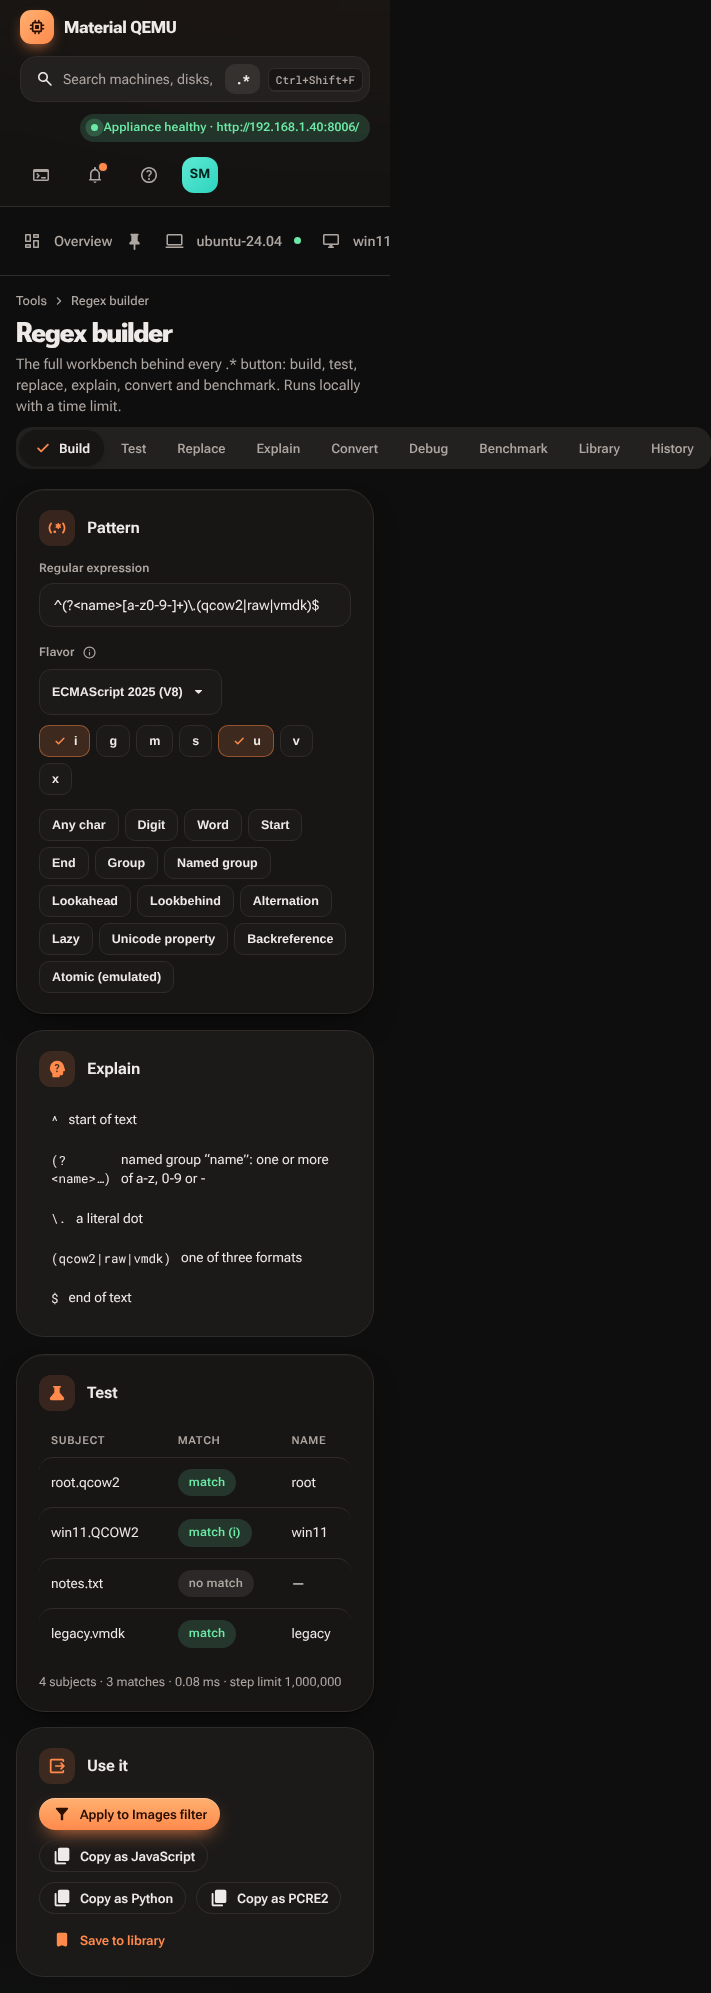 Material QEMU
Search machines, disks, .* Ctrl+Shift+F
Appliance healthy · http://192.168.1.40:8006/
SM
Overview ubuntu-24.04 win11
Tools > Regex builder
Regex builder
The full workbench behind every .* button: build, test,
replace, explain, convert and benchmark. Runs locally
with a time limit.
Build Test Replace Explain Convert Debug Benchmark Library History
(.*) Pattern
Regular expression
^(?<name>[a-z0-9-]+)\.(qcow2|raw|vmdk)$
Flavor
ECMAScript 2025 (V8)
i g m s u v
x
Any char Digit Word Start
End Group Named group
Lookahead Lookbehind Alternation
Lazy Unicode property Backreference
Atomic (emulated)
Explain
^ start of text
(?<name>…) named group “name”: one or more
of a-z, 0-9 or -
\. a literal dot
(qcow2|raw|vmdk) one of three formats
$ end of text
Test
SUBJECT MATCH NAME
root.qcow2 match root
win11.QCOW2 match (i) win11
notes.txt no match —
legacy.vmdk match legacy
4 subjects · 3 matches · 0.08 ms · step limit 1,000,000
Use it
Apply to Images filter
Copy as JavaScript
Copy as Python Copy as PCRE2
Save to library